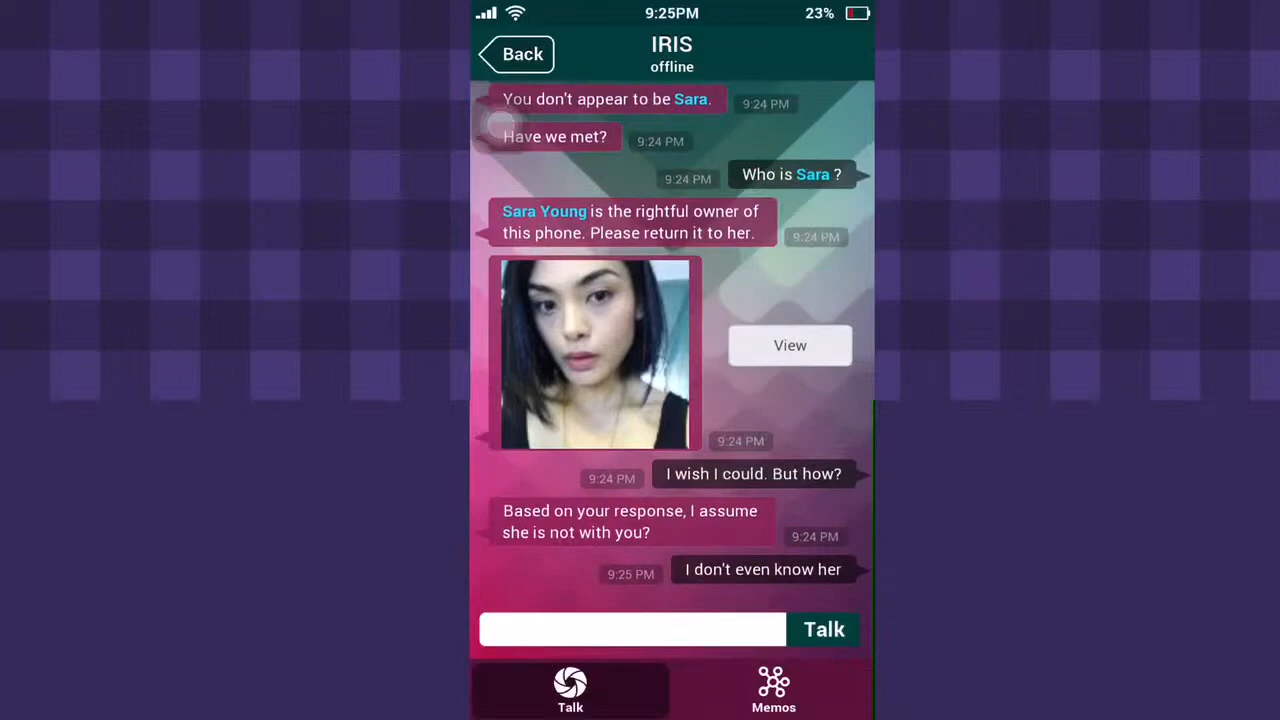 9:25PM
23%
Back
IRIS
offline
You don't appear to be Sara.
9:24 PM
Have we met?
9:24 PM
9:24 PM
Who is Sara ?
Sara Young is the rightful owner of
this phone. Please return it to her.
9:24 PM
View
9:24 PM
9:24 PM
I wish I could. But how?
Based on your response, I assume
she is not with you?
9:24 PM
9:25 PM
I don't even know her
Talk
Talk
Memos